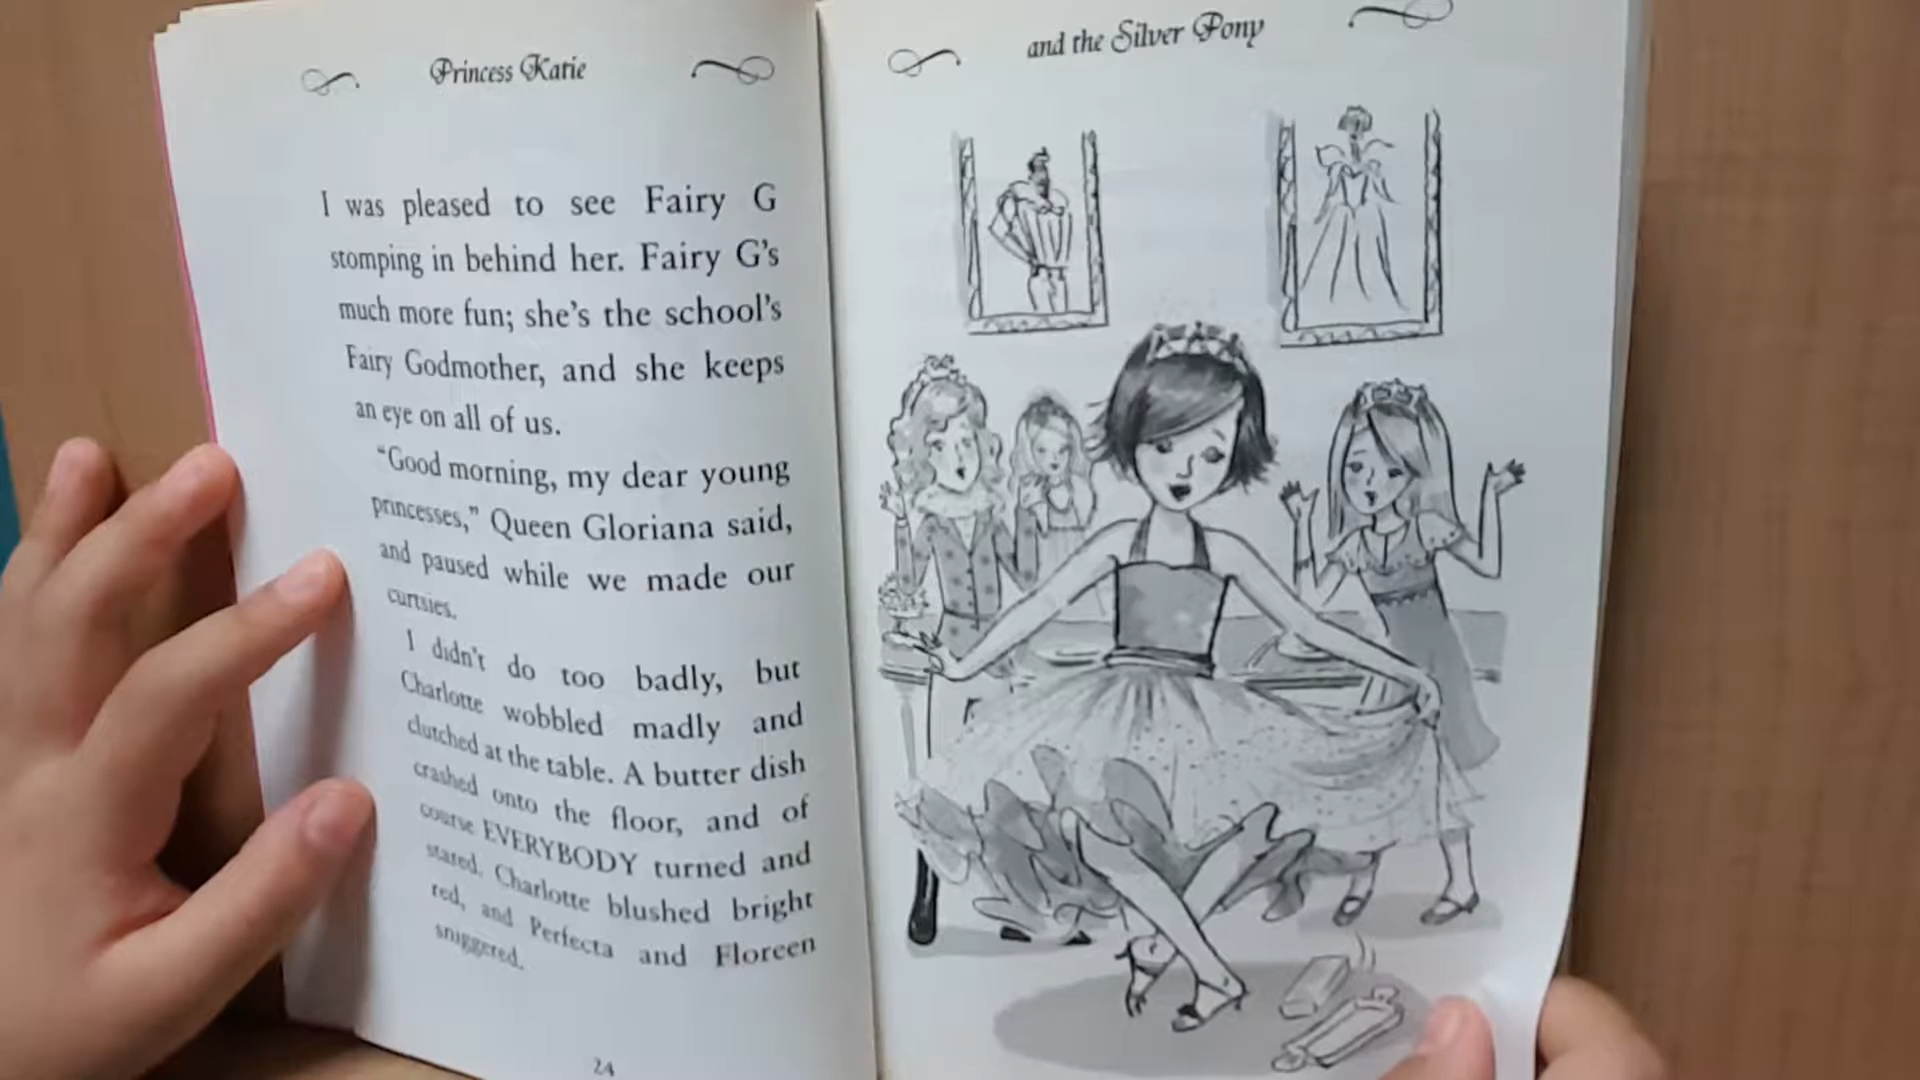 Princess Katie
I was pleased to see Fairy G
stomping in behind her. Fairy G's
much more fun; she's the school's
Fairy Godmother, and she keeps
an eye on all of us.
“Good morning, my dear young
princesses,” Queen Gloriana said,
and paused while we made our
curtsies.
I didn't do too badly, but
Charlotte wobbled madly and
clutched at the table. A butter dish
crashed onto the floor, and of
course EVERYBODY turned and
stared. Charlotte blushed bright
red, and Perfecta and Floreen
sniggered.
24
and the Silver Pony